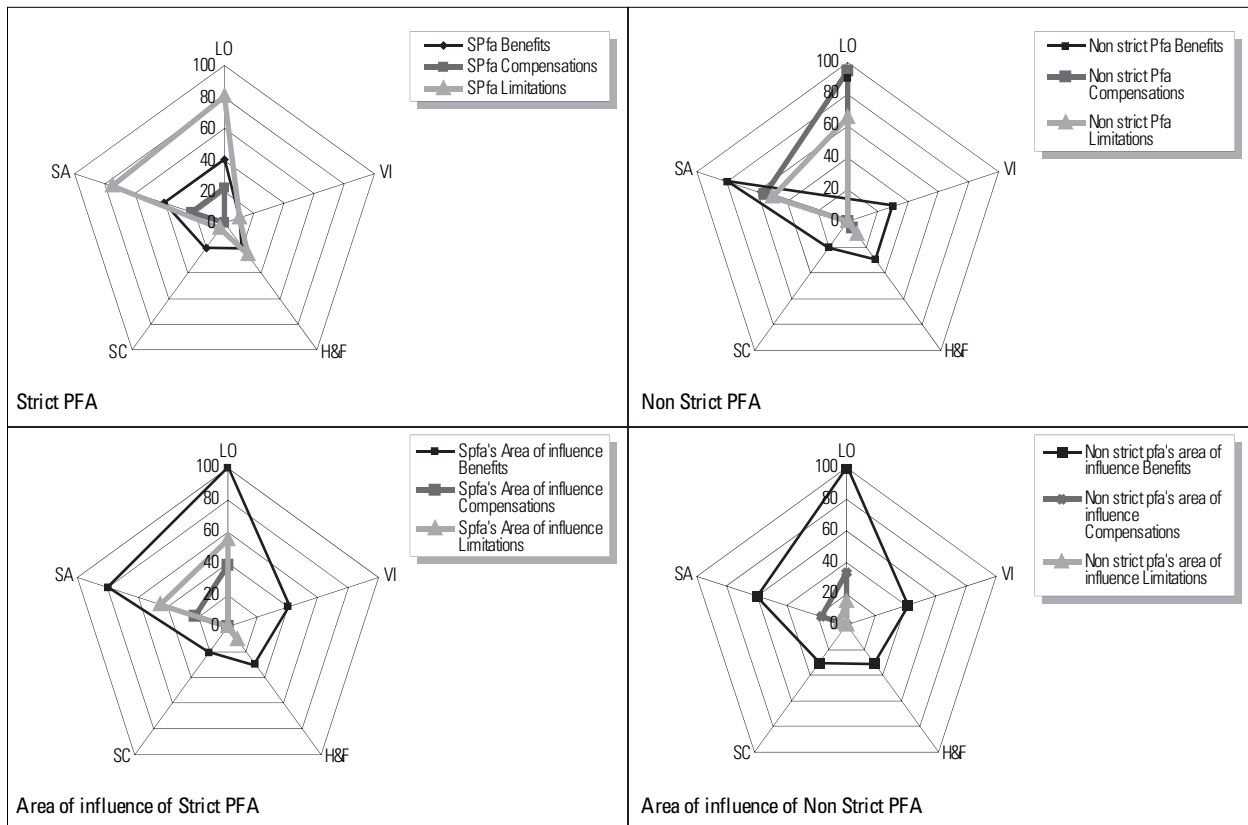 LO
100
80
60
40
20
0
SA
VI
SC
H&F
SPfa Benefits
SPfa Compensations
SPfa Limitations
Strict PFA
LO
100
80
60
40
20
0
SA
VI
SC
H&F
Non strict Pfa Benefits
Non strict Pfa
Compensations
Non strict Pfa
Limitations
Non Strict PFA
LO
100
80
60
40
20
0
SA
VI
SC
H&F
Spfa's Area of influence
Benefits
Spfa's Area of influence
Compensations
Spfa's Area of influence
Limitations
Area of influence of Strict PFA
LO
100
80
60
40
20
0
SA
VI
SC
H&F
Non strict pfa's area of
influence Benefits
Non strict pfa's area of
influence
Compensations
Non strict pfa's area of
influence Limitations
Area of influence of Non Strict PFA